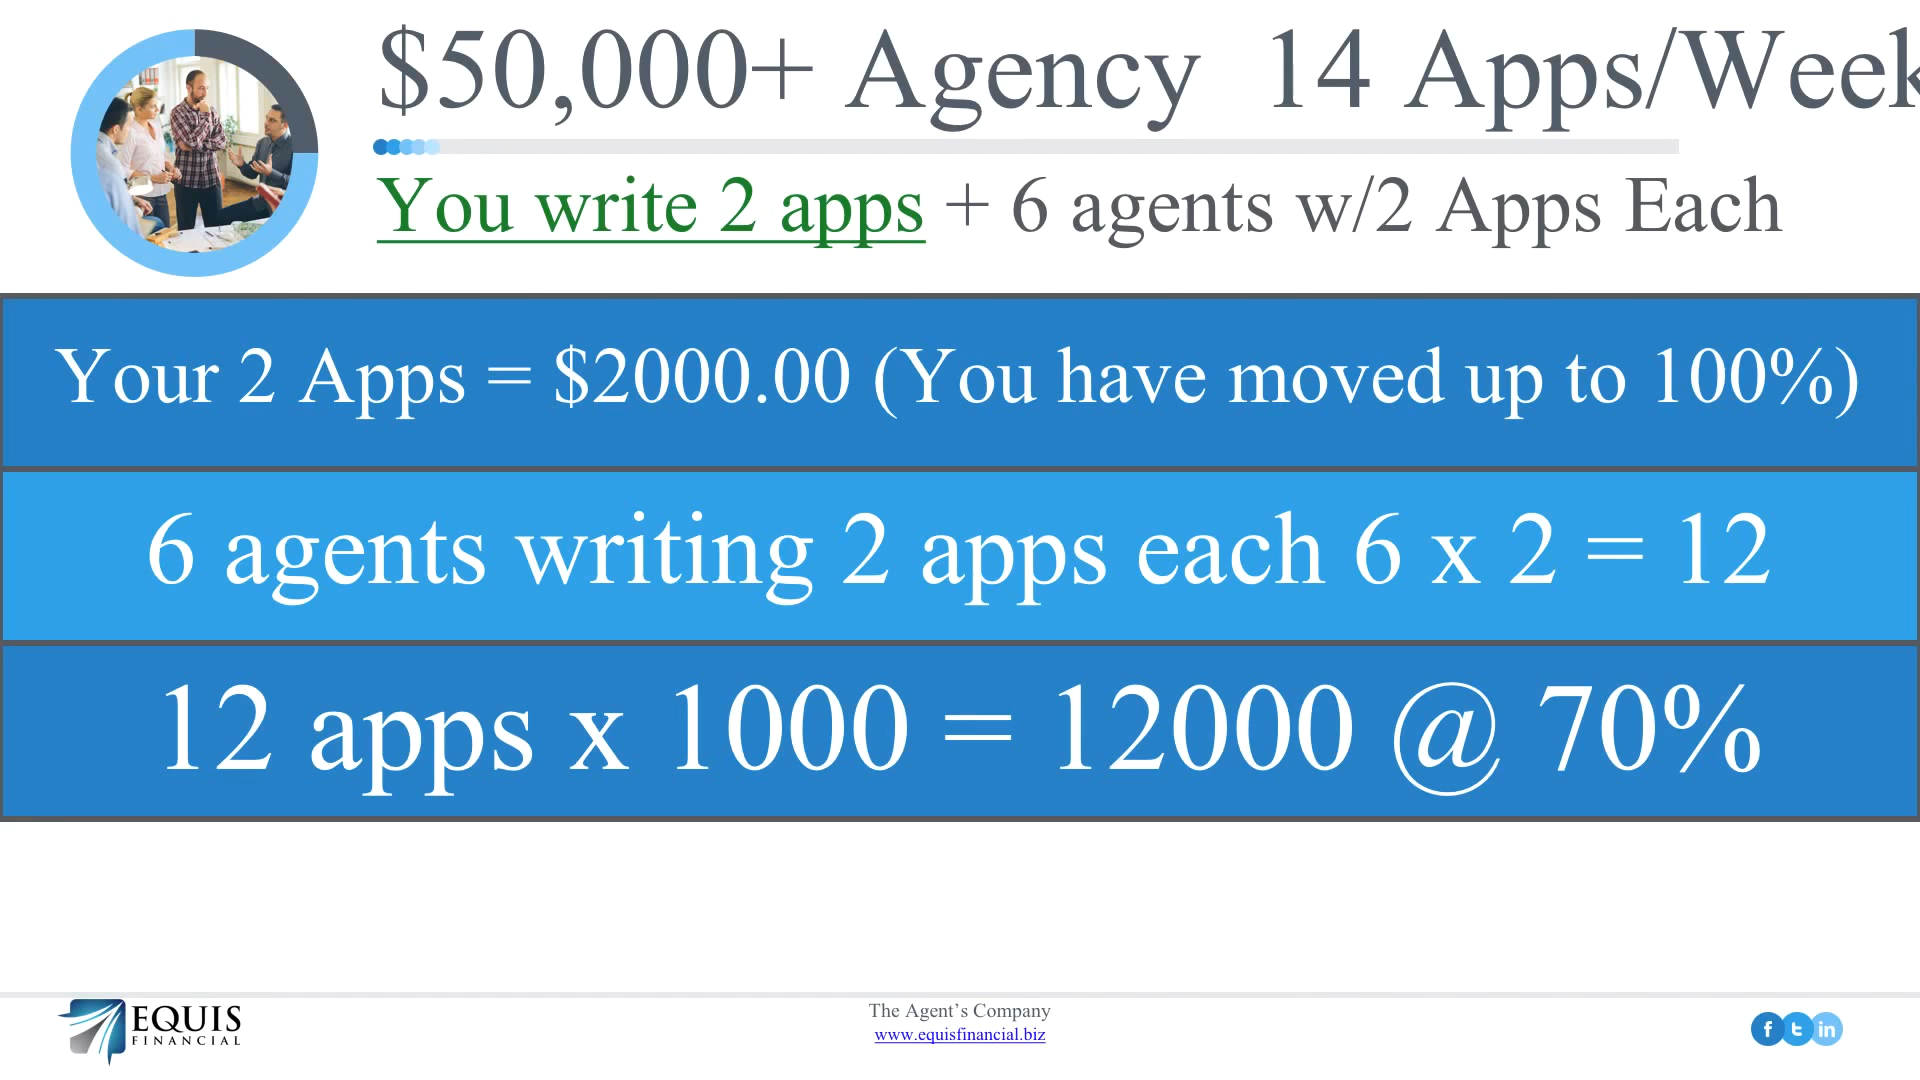 $50,000+ Agency 14 Apps/Week
You write 2 apps + 6 agents w/2 Apps Each
Your 2 Apps = $2000.00 (You have moved up to 100%)
6 agents writing 2 apps each 6 x 2 = 12
12 apps x 1000 = 12000 @ 70%
EQUIS
FINANCIAL
The Agent’s Company
www.equisfinancial.biz
f t in